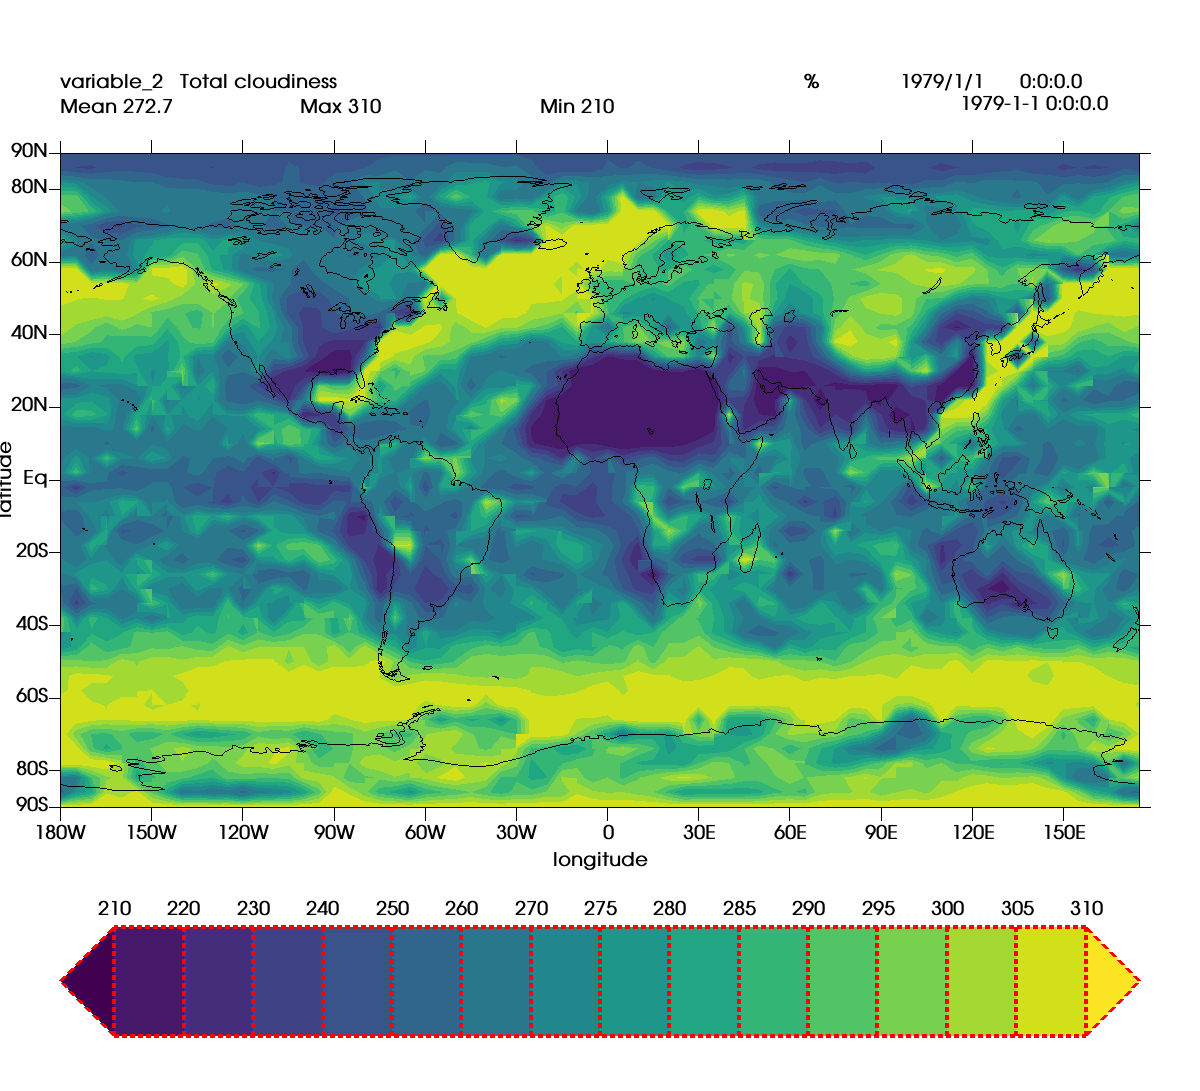 variable_2 Total cloudiness % 1979/1/1 0:0:0.0
Mean 272.7 Max 310 Min 210 1979-1-1 0:0:0.0
90N
80N
60N
40N
20N
Eq
20S
40S
60S
80S
90S
latitude
180W 150W 120W 90W 60W 30W 0 30E 60E 90E 120E 150E
longitude
210 220 230 240 250 260 270 275 280 285 290 295 300 305 310